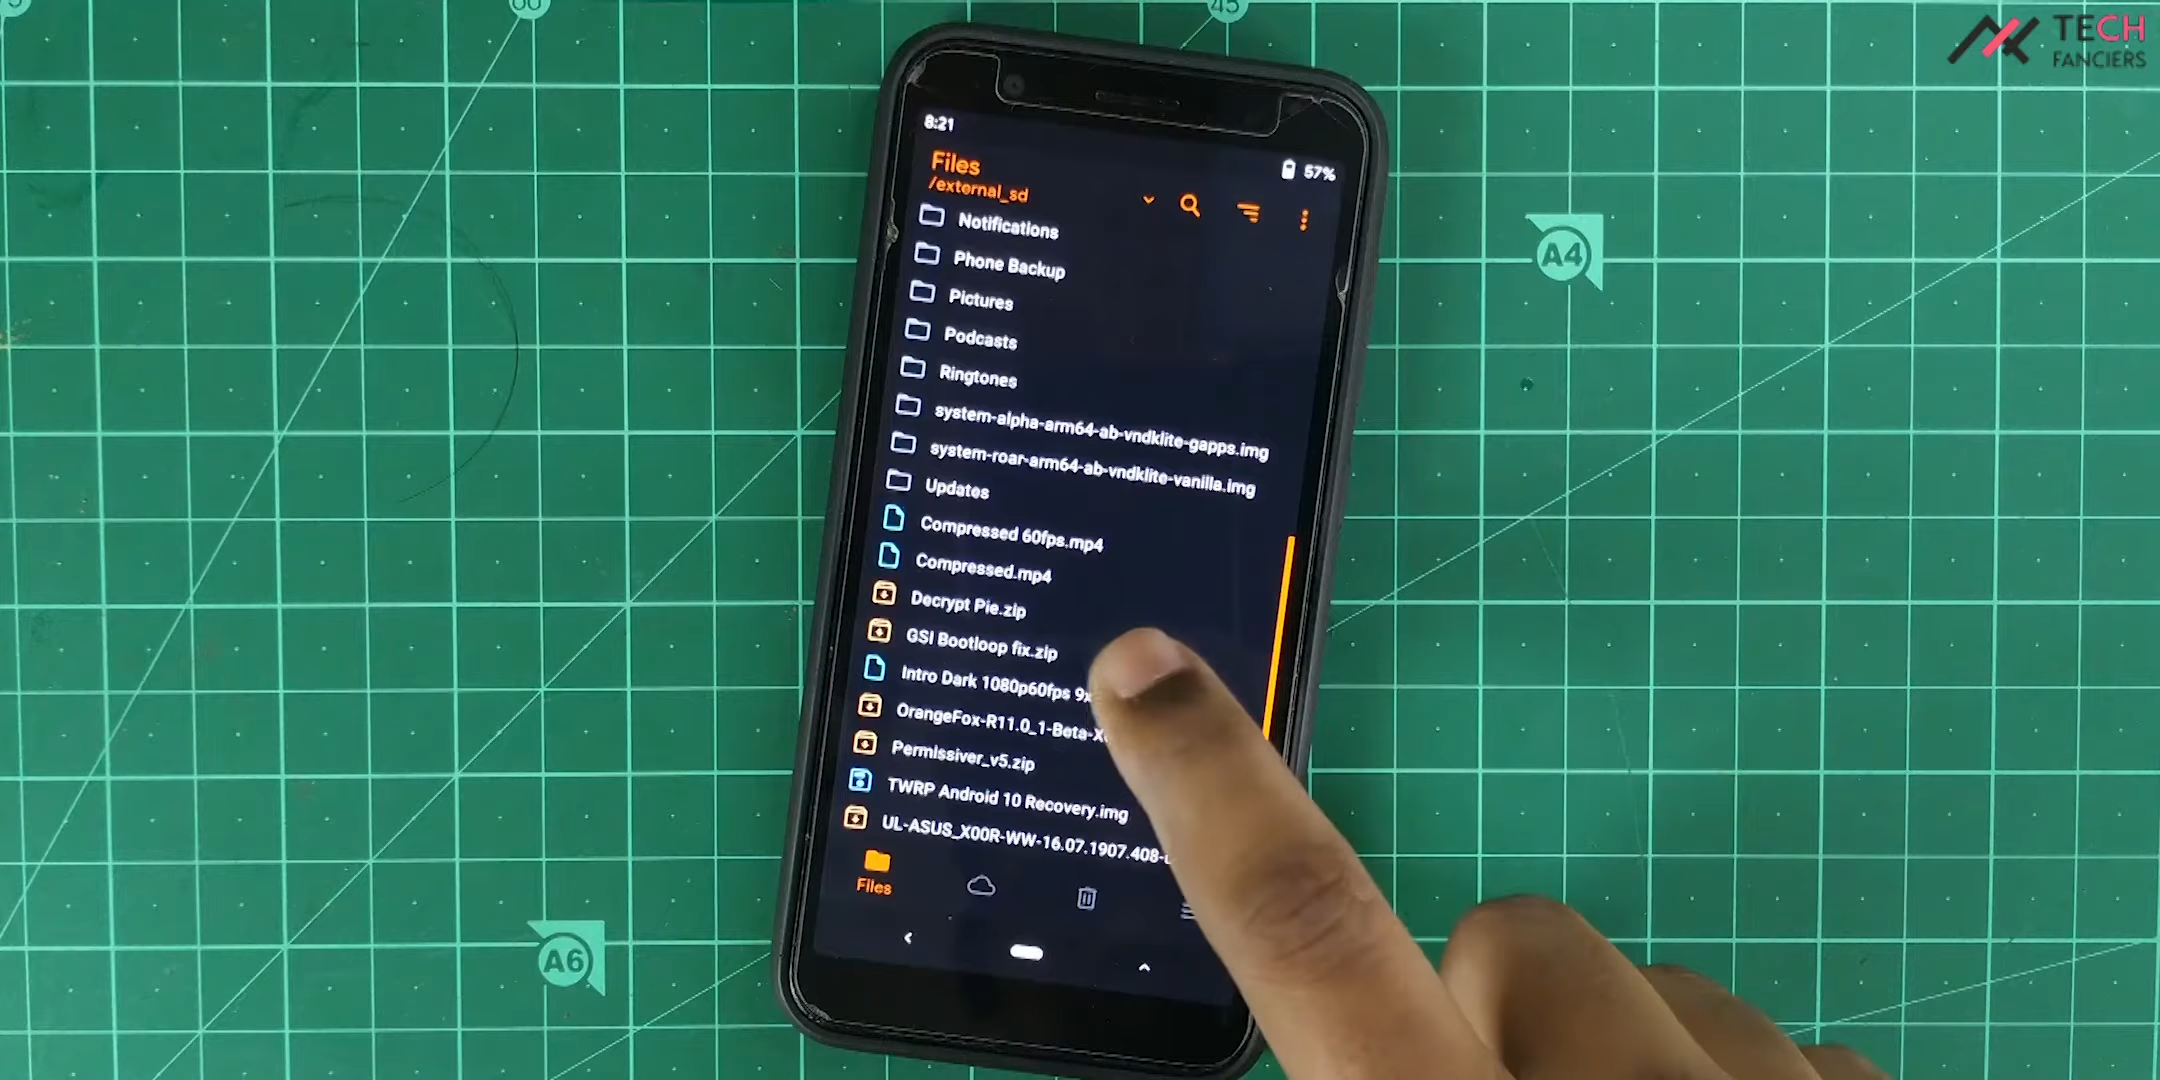 60
45
TECH
FANCIERS
8:21
57%
Files
/external_sd
Notifications
Phone Backup
Pictures
Podcasts
Ringtones
system-alpha-arm64-ab-vndklite-gapps.img
system-roar-arm64-ab-vndklite-vanilla.img
Updates
Compressed 60fps.mp4
Compressed.mp4
Decrypt Pie.zip
GSI Bootloop fix.zip
Intro Dark 1080p60fps
OrangeFox-R11.0_1-Beta-
Permissiver_v5.zip
TWRP Android 10 Recovery.img
UL-ASUS_X00R-WW-16.07.1907.408-
Files
A4
A6